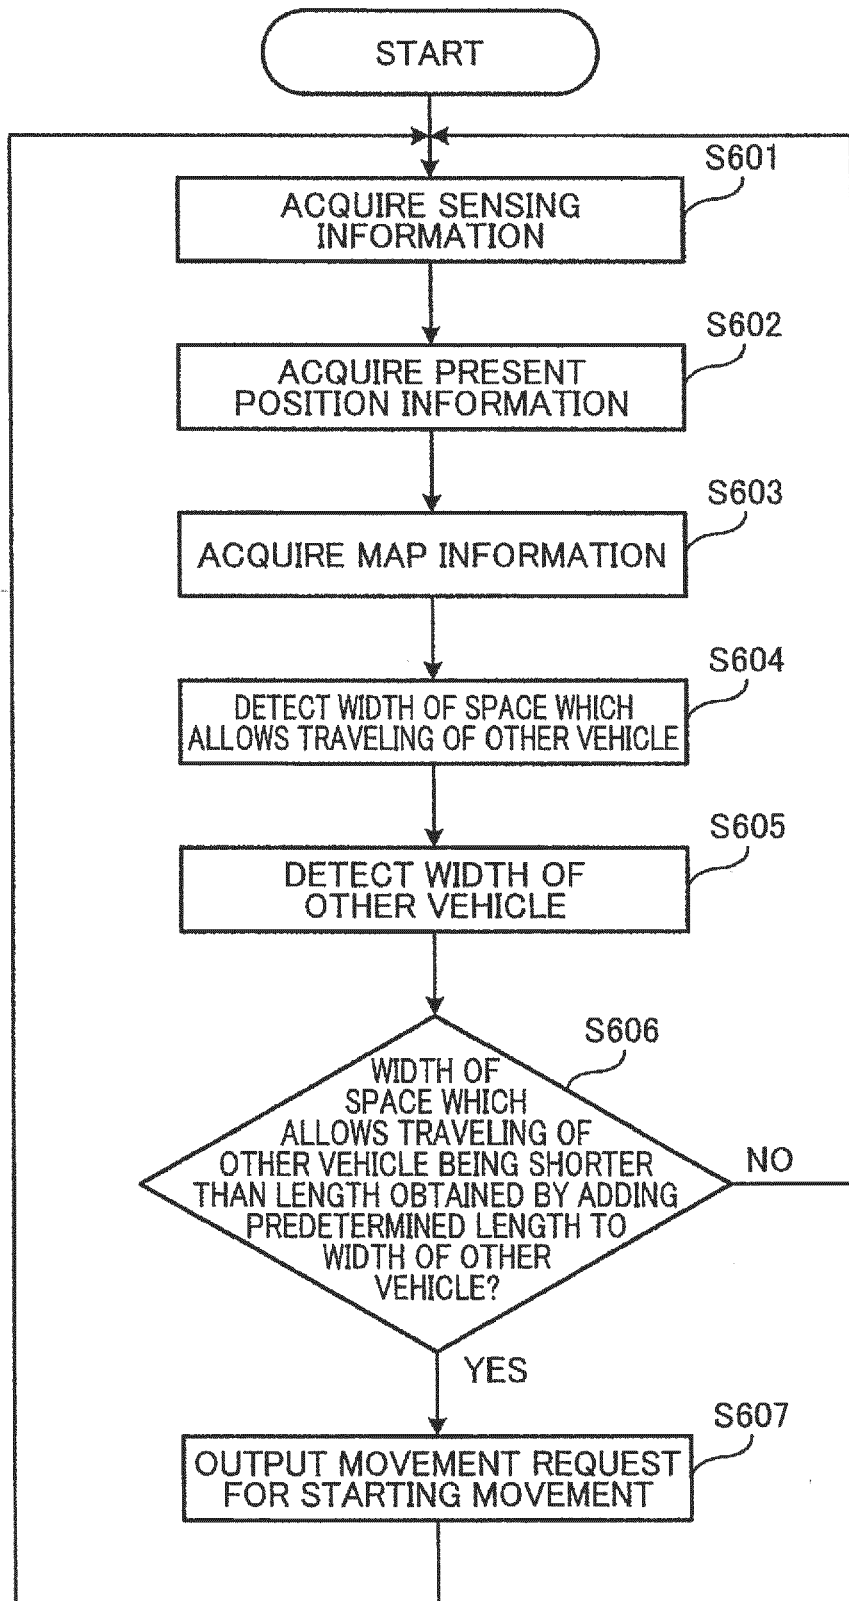 START
S601
ACQUIRE SENSING
INFORMATION
S602
ACQUIRE PRESENT
POSITION INFORMATION
S603
ACQUIRE MAP INFORMATION
S604
DETECT WIDTH OF SPACE WHICH
ALLOWS TRAVELING OF OTHER VEHICLE
S605
DETECT WIDTH OF
OTHER VEHICLE
S606
WIDTH OF
SPACE WHICH
ALLOWS TRAVELING OF
OTHER VEHICLE BEING SHORTER
THAN LENGTH OBTAINED BY ADDING
PREDETERMINED LENGTH TO
WIDTH OF OTHER
VEHICLE?
NO
YES
S607
OUTPUT MOVEMENT REQUEST
FOR STARTING MOVEMENT